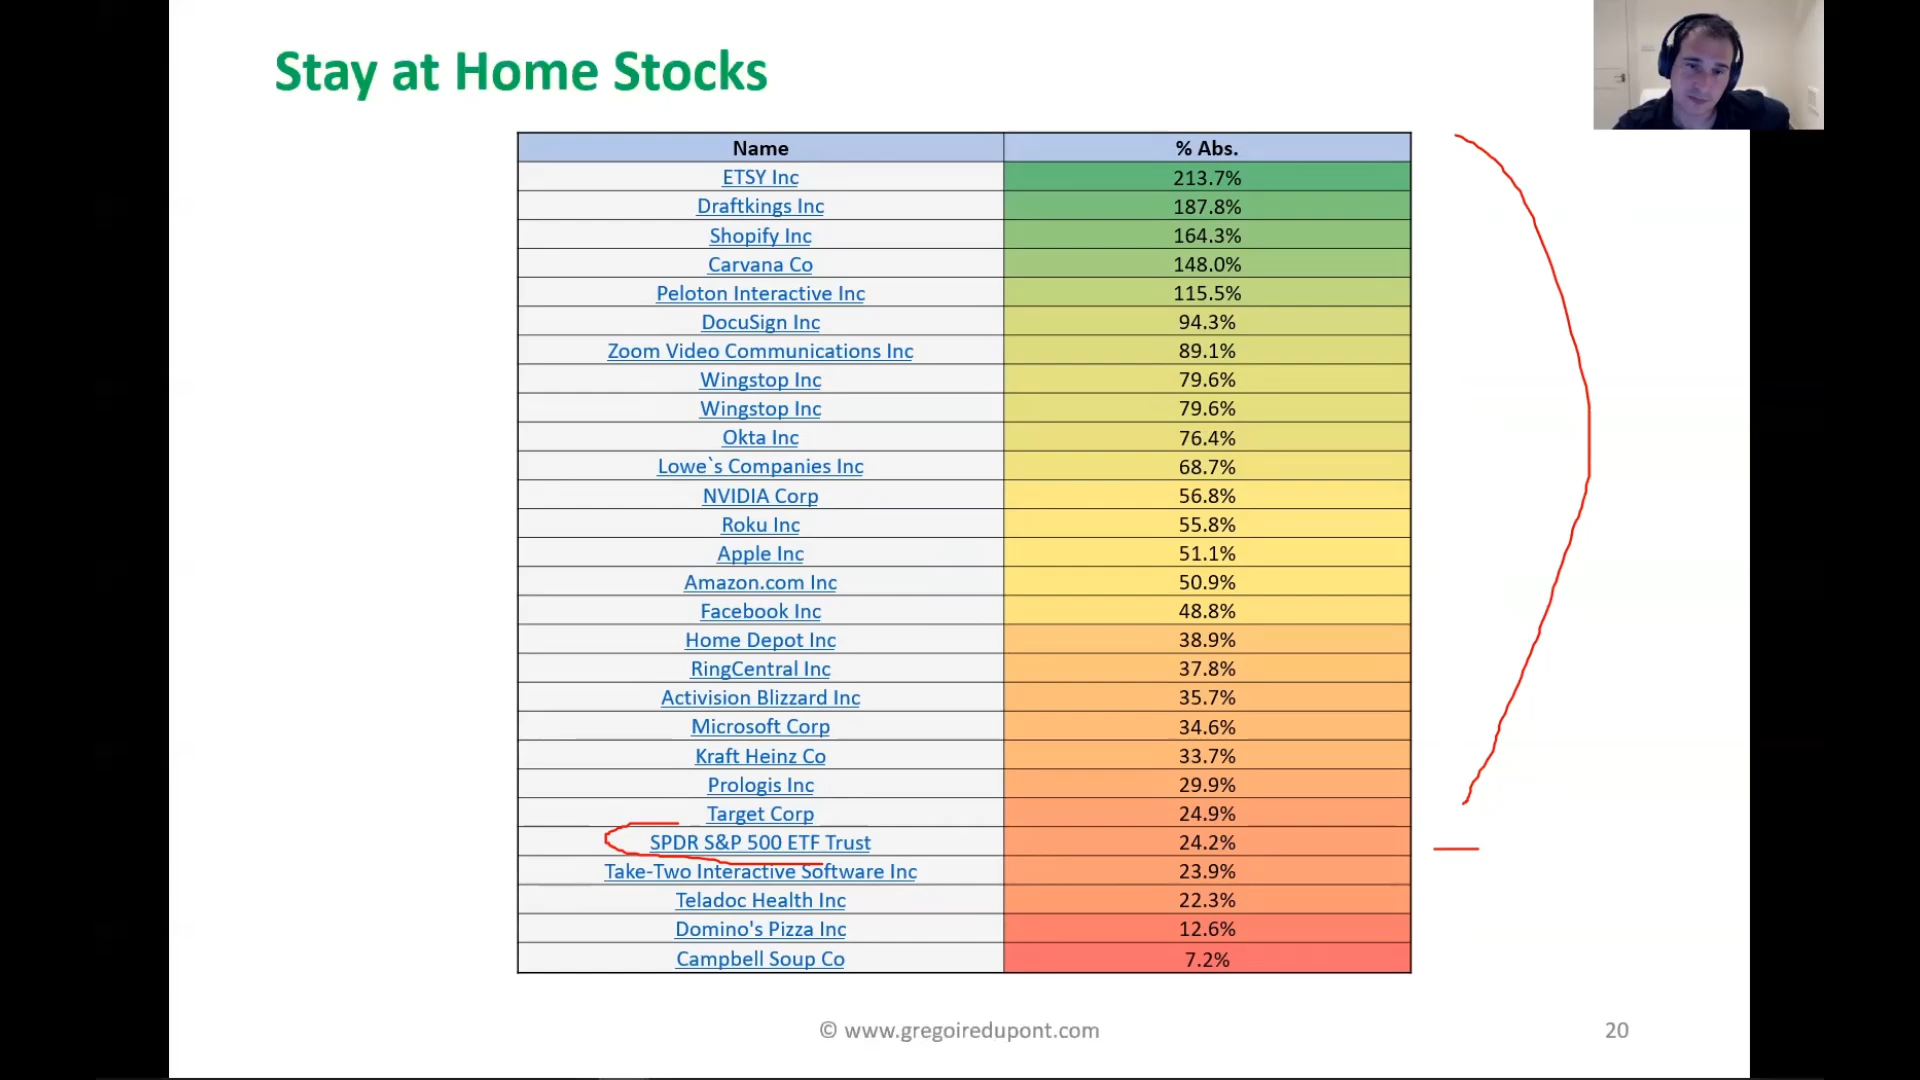 Stay at Home Stocks
Name % Abs.
ETSY Inc 213.7%
Draftkings Inc 187.8%
Shopify Inc 164.3%
Carvana Co 148.0%
Peloton Interactive Inc 115.5%
DocuSign Inc 94.3%
Zoom Video Communications Inc 89.1%
Wingstop Inc 79.6%
Wingstop Inc 79.6%
Okta Inc 76.4%
Lowe`s Companies Inc 68.7%
NVIDIA Corp 56.8%
Roku Inc 55.8%
Apple Inc 51.1%
Amazon.com Inc 50.9%
Facebook Inc 48.8%
Home Depot Inc 38.9%
RingCentral Inc 37.8%
Activision Blizzard Inc 35.7%
Microsoft Corp 34.6%
Kraft Heinz Co 33.7%
Prologis Inc 29.9%
Target Corp 24.9%
SPDR S&P 500 ETF Trust 24.2%
Take-Two Interactive Software Inc 23.9%
Teladoc Health Inc 22.3%
Domino's Pizza Inc 12.6%
Campbell Soup Co 7.2%
© www.gregoiredupont.com 20